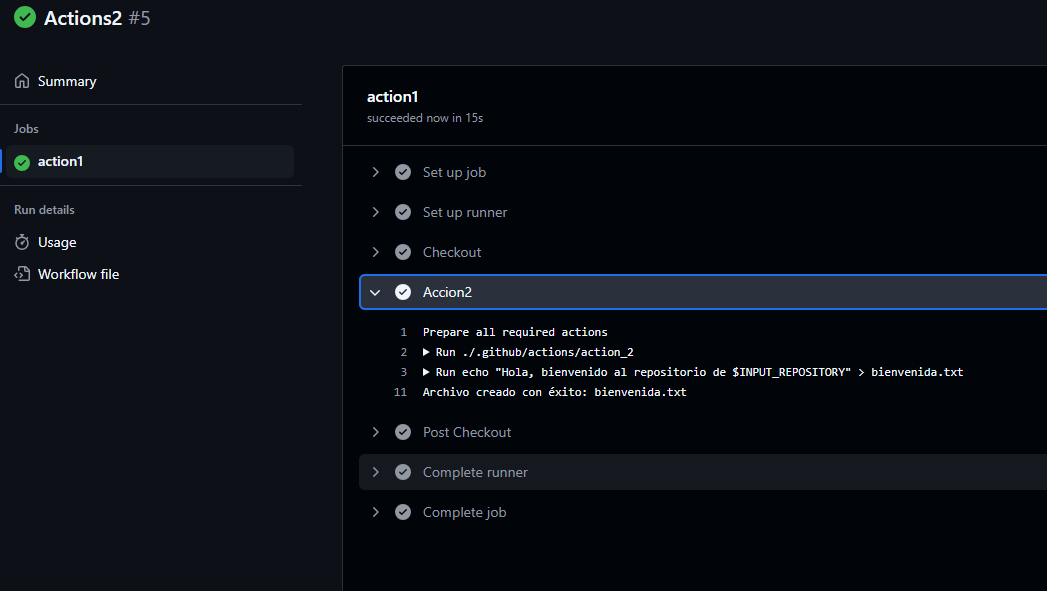 Actions2 #5
Summary
Jobs
action1
Run details
Usage
Workflow file
action1
succeeded now in 15s
Set up job
Set up runner
Checkout
Accion2
1 Prepare all required actions
2 Run ./.github/actions/action_2
3 Run echo "Hola, bienvenido al repositorio de $INPUT_REPOSITORY" > bienvenida.txt
11 Archivo creado con éxito: bienvenida.txt
Post Checkout
Complete runner
Complete job